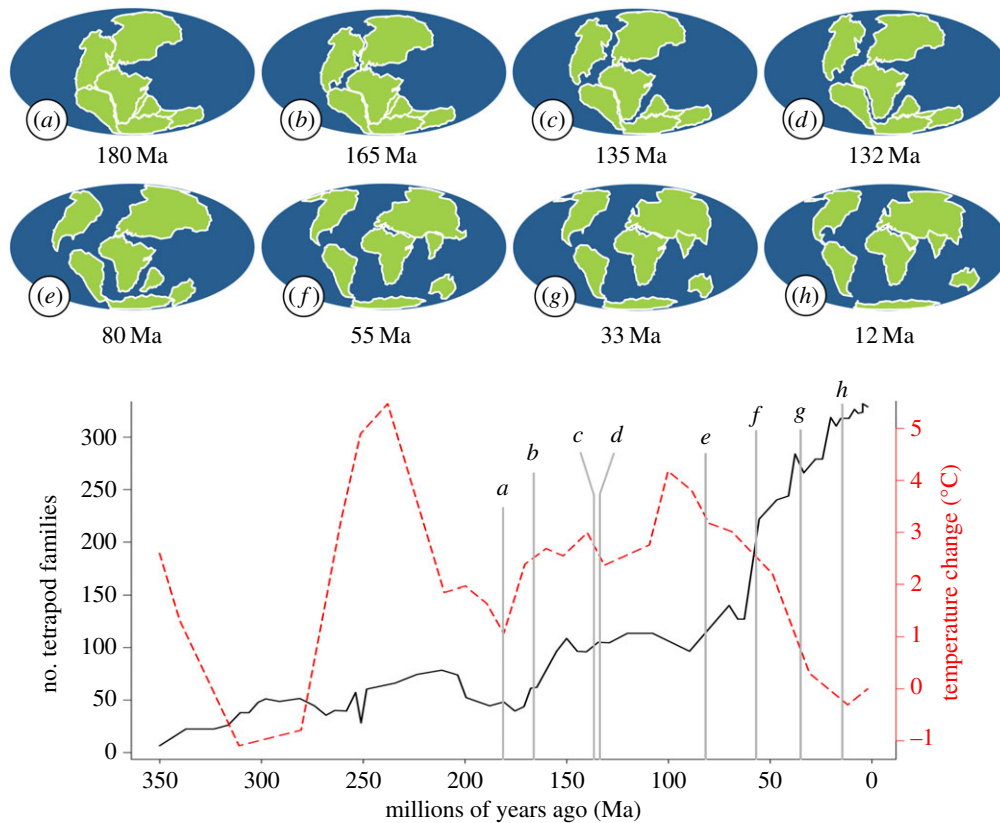 (a) (b) (c) (d)
180 Ma 165 Ma 135 Ma 132 Ma
(e) (f) (g) (h)
80 Ma 55 Ma 33 Ma 12 Ma
a b c d e f g h
no. tetrapod families
300
250
200
150
100
50
0
temperature change (°C)
5
4
3
2
1
0
–1
350 300 250 200 150 100 50 0
millions of years ago (Ma)